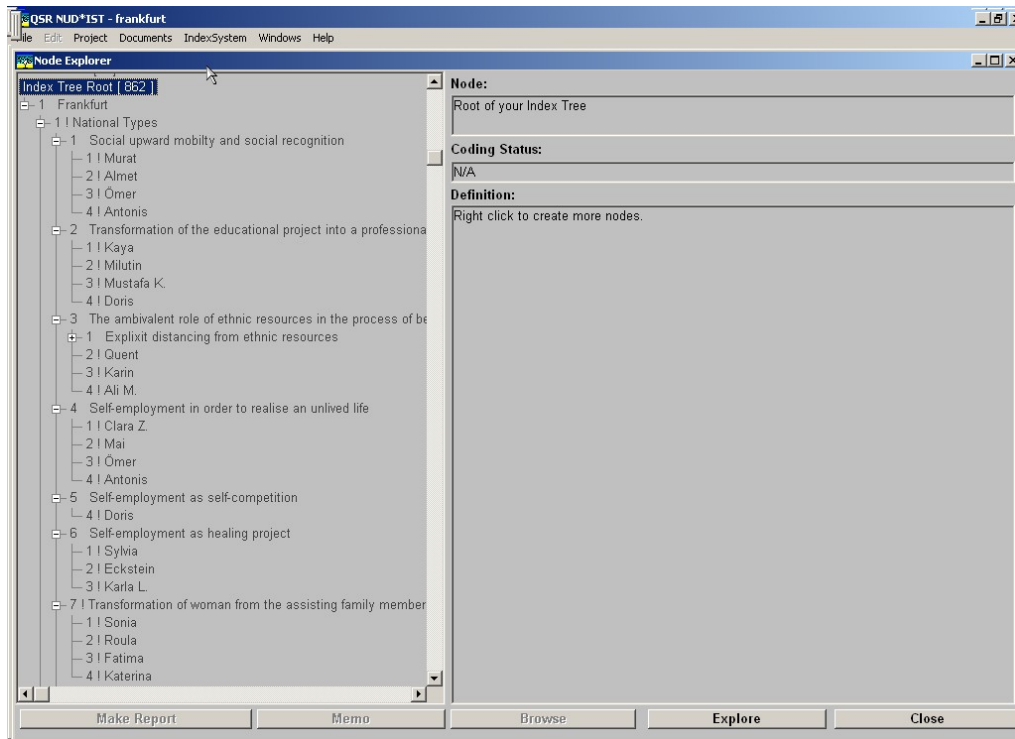 QSR NUD*IST - frankfurt
File Edit Project Documents IndexSystem Windows Help
Node Explorer
Index Tree Root [ 862 ]
1 Frankfurt
1 ! National Types
1 Social upward mobilty and social recognition
1 ! Murat
2 ! Almet
3 ! Ömer
4 ! Antonis
2 Transformation of the educational project into a professiona
1 ! Kaya
2 ! Milutin
3 ! Mustafa K.
4 ! Doris
3 The ambivalent role of ethnic resources in the process of be
1 Explixit distancing from ethnic resources
2 ! Quent
3 ! Karin
4 ! Ali M.
4 Self-employment in order to realise an unlived life
1 ! Clara Z.
2 ! Mai
3 ! Ömer
4 ! Antonis
5 Self-employment as self-competition
4 ! Doris
6 Self-employment as healing project
1 ! Sylvia
2 ! Eckstein
3 ! Karla L.
7 ! Transformation of woman from the assisting family member
1 ! Sonia
2 ! Roula
3 ! Fatima
4 ! Katerina
Node:
Root of your Index Tree
Coding Status:
N/A
Definition:
Right click to create more nodes.
Make Report Memo Browse Explore Close